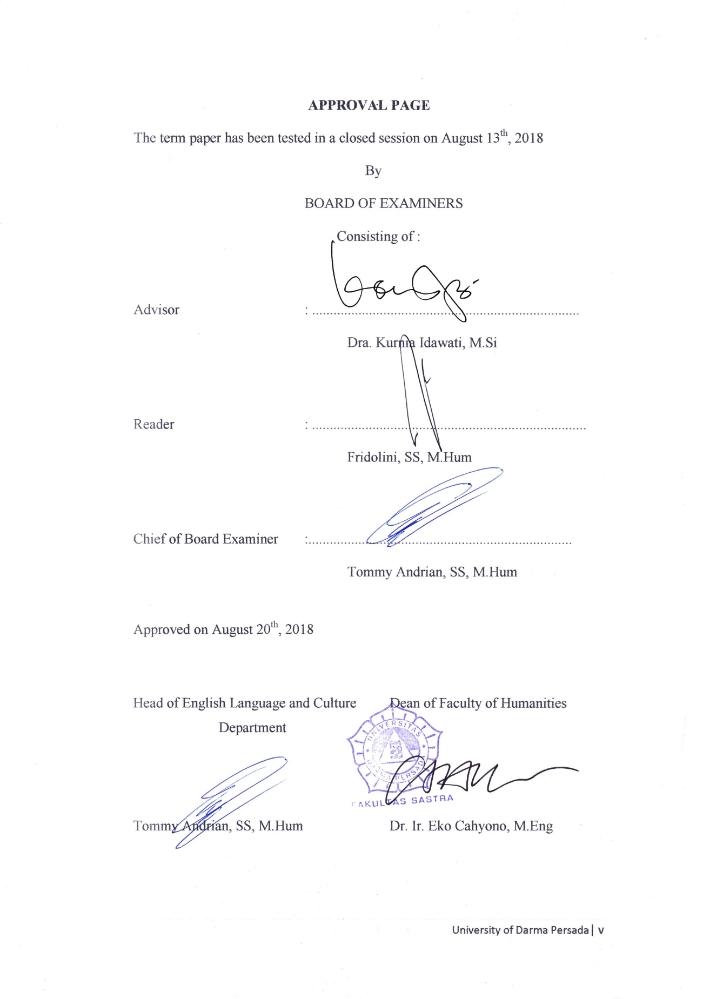 APPROVAL PAGE
The term paper has been tested in a closed session on August 13th, 2018
By
BOARD OF EXAMINERS
Consisting of :
Advisor : ............................................................................
Dra. Kurnia Idawati, M.Si
Reader : ..............................................................................
Fridolini, SS, M.Hum
Chief of Board Examiner :...........................................................................
Tommy Andrian, SS, M.Hum
Approved on August 20th, 2018
Head of English Language and Culture Dean of Faculty of Humanities
Department
UNIVERSITAS
DARMA PERSADA
FAKULTAS SASTRA
Tommy Andrian, SS, M.Hum Dr. Ir. Eko Cahyono, M.Eng
University of Darma Persada| v